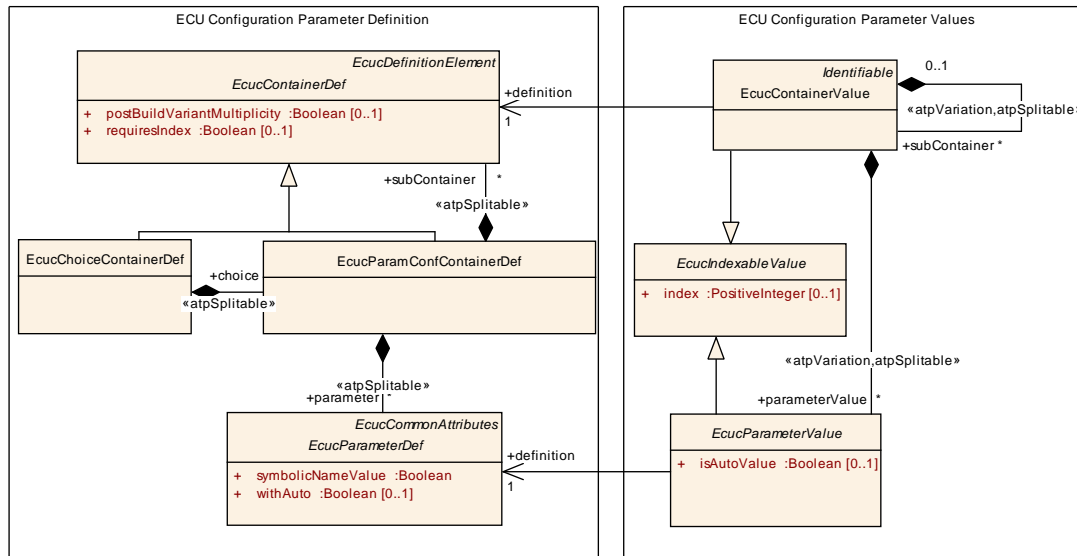 ECU Configuration Parameter Definition
EcucDefinitionElement
EcucContainerDef
+ postBuildVariantMultiplicity :Boolean [0..1]
+ requiresIndex :Boolean [0..1]
+subContainer *
«atpSplitable»
EcucChoiceContainerDef
+choice
«atpSplitable»
EcucParamConfContainerDef
«atpSplitable»
+parameter *
EcucCommonAttributes
EcucParameterDef
+ symbolicNameValue :Boolean
+ withAuto :Boolean [0..1]
+definition
1
+definition
1
ECU Configuration Parameter Values
Identifiable
EcucContainerValue
0..1
«atpVariation,atpSplitable»
+subContainer *
EcucIndexableValue
+ index :PositiveInteger [0..1]
«atpVariation,atpSplitable»
+parameterValue *
EcucParameterValue
+ isAutoValue :Boolean [0..1]